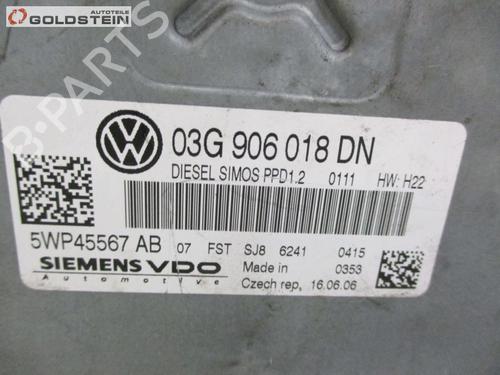 AUTOTEILE
GOLDSTEIN
B-PARTS
03G 906 018 DN
DIESEL SIMOS PPD1.2 0111 HW: H22
5WP45567 AB 07 FST SJ8 6241 0415
SIEMENS VDO Made in 0353
Automotive Czech rep, 16.06.06